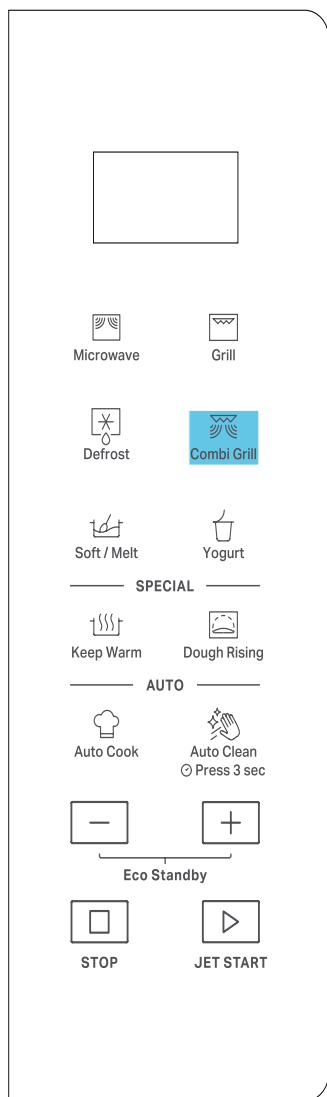 Microwave Grill
Defrost Combi Grill
Soft / Melt Yogurt
SPECIAL
Keep Warm Dough Rising
AUTO
Auto Cook Auto Clean
Press 3 sec
Eco Standby
STOP JET START